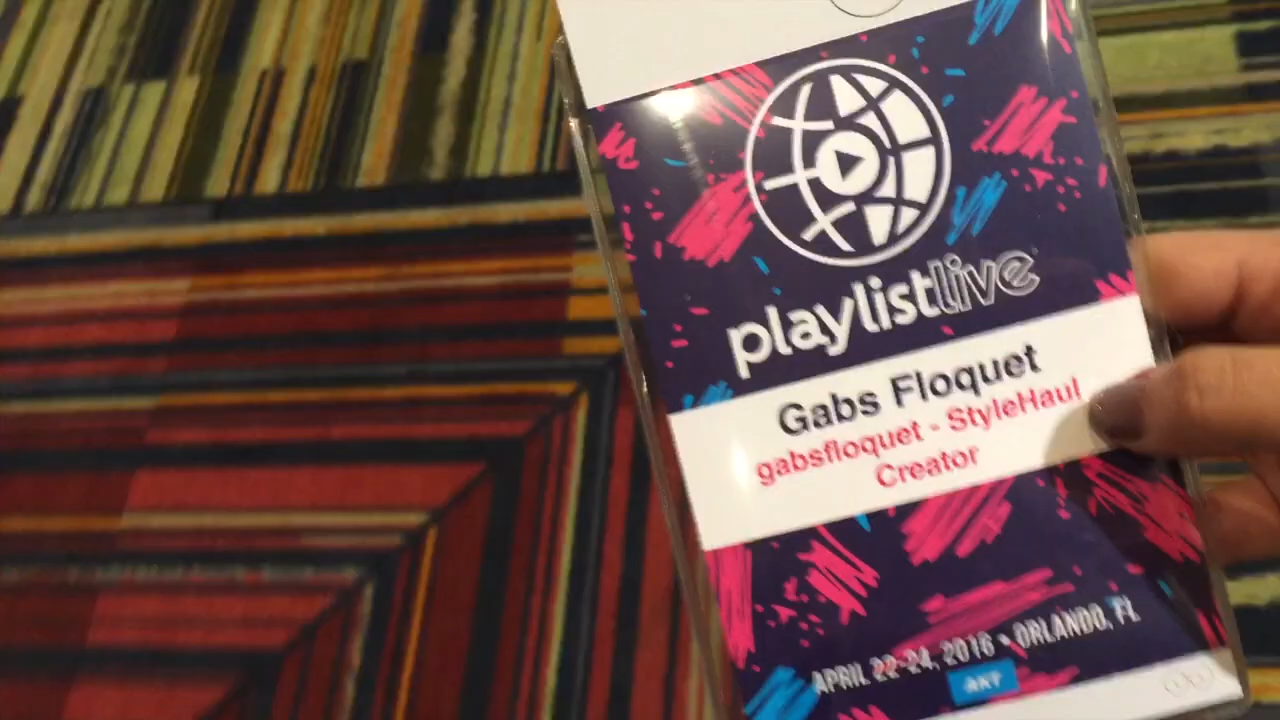 playlistlive
Gabs Floquet
gabsfloquet - StyleHaul
Creator
APRIL 22-24, 2016 • ORLANDO, FL